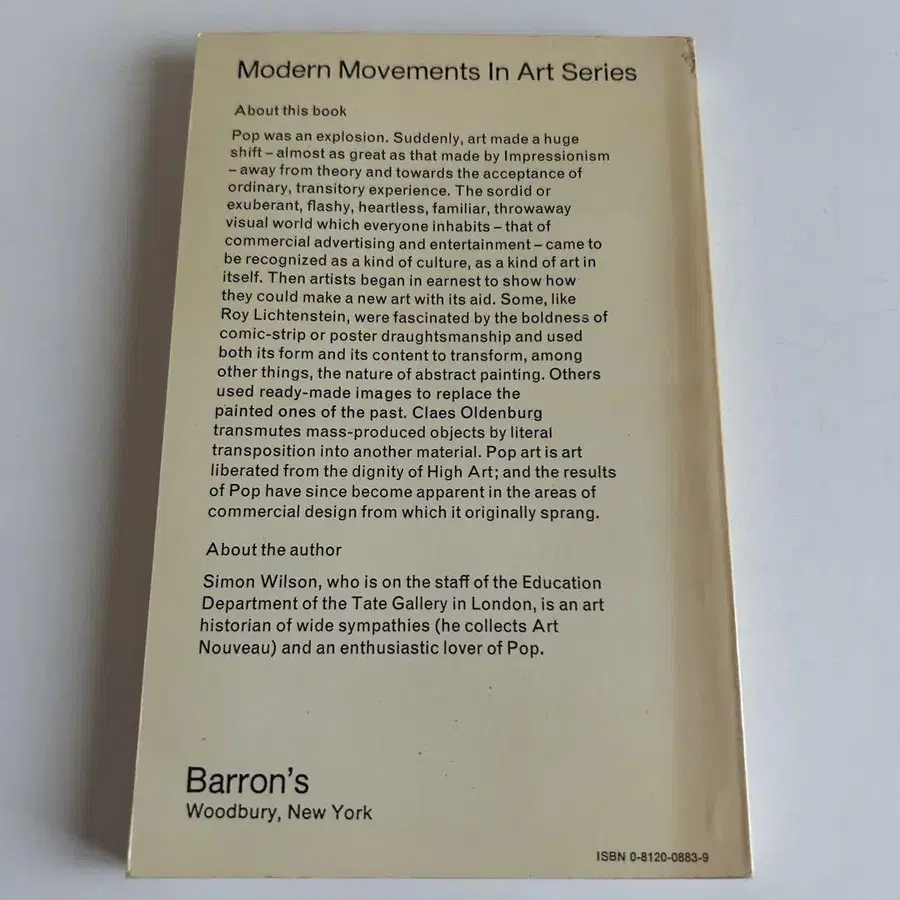 Modern Movements In Art Series
About this book
Pop was an explosion. Suddenly, art made a huge
shift – almost as great as that made by Impressionism
– away from theory and towards the acceptance of
ordinary, transitory experience. The sordid or
exuberant, flashy, heartless, familiar, throwaway
visual world which everyone inhabits – that of
commercial advertising and entertainment – came to
be recognized as a kind of culture, as a kind of art in
itself. Then artists began in earnest to show how
they could make a new art with its aid. Some, like
Roy Lichtenstein, were fascinated by the boldness of
comic-strip or poster draughtsmanship and used
both its form and its content to transform, among
other things, the nature of abstract painting. Others
used ready-made images to replace the
painted ones of the past. Claes Oldenburg
transmutes mass-produced objects by literal
transposition into another material. Pop art is art
liberated from the dignity of High Art; and the results
of Pop have since become apparent in the areas of
commercial design from which it originally sprang.
About the author
Simon Wilson, who is on the staff of the Education
Department of the Tate Gallery in London, is an art
historian of wide sympathies (he collects Art
Nouveau) and an enthusiastic lover of Pop.
Barron's
Woodbury, New York
ISBN 0-8120-0883-9